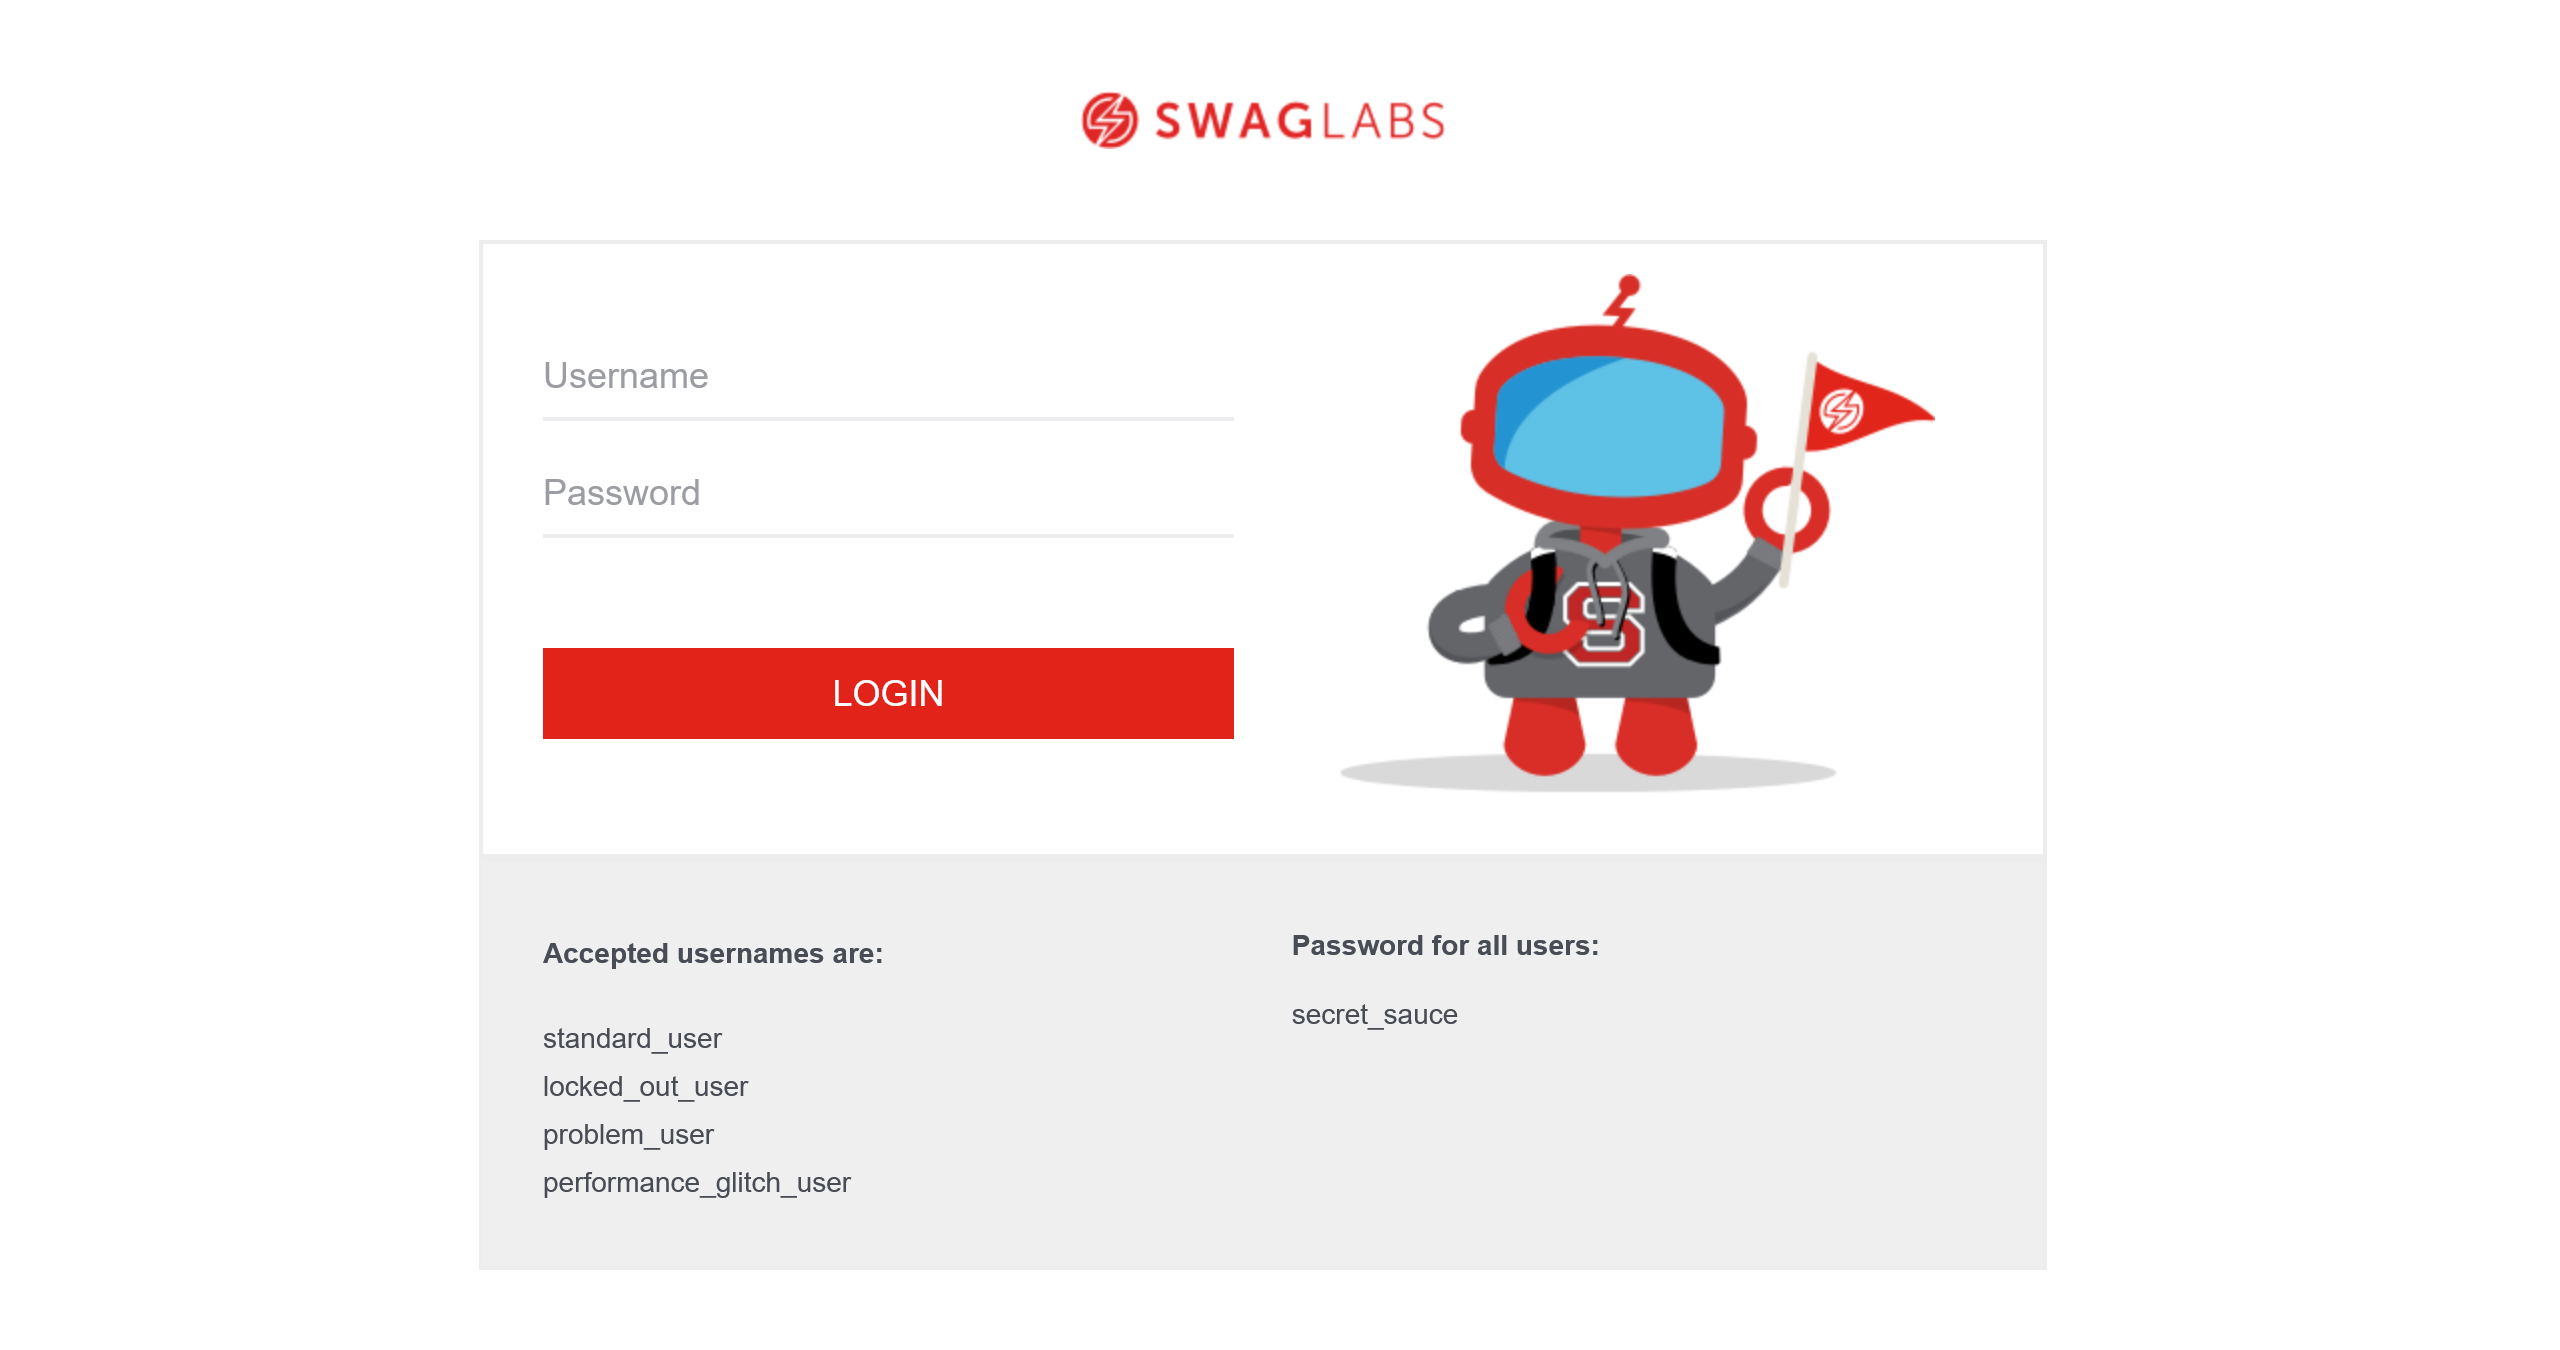 SWAGLABS
Username
Password
LOGIN
S
Accepted usernames are:
standard_user
locked_out_user
problem_user
performance_glitch_user
Password for all users:
secret_sauce